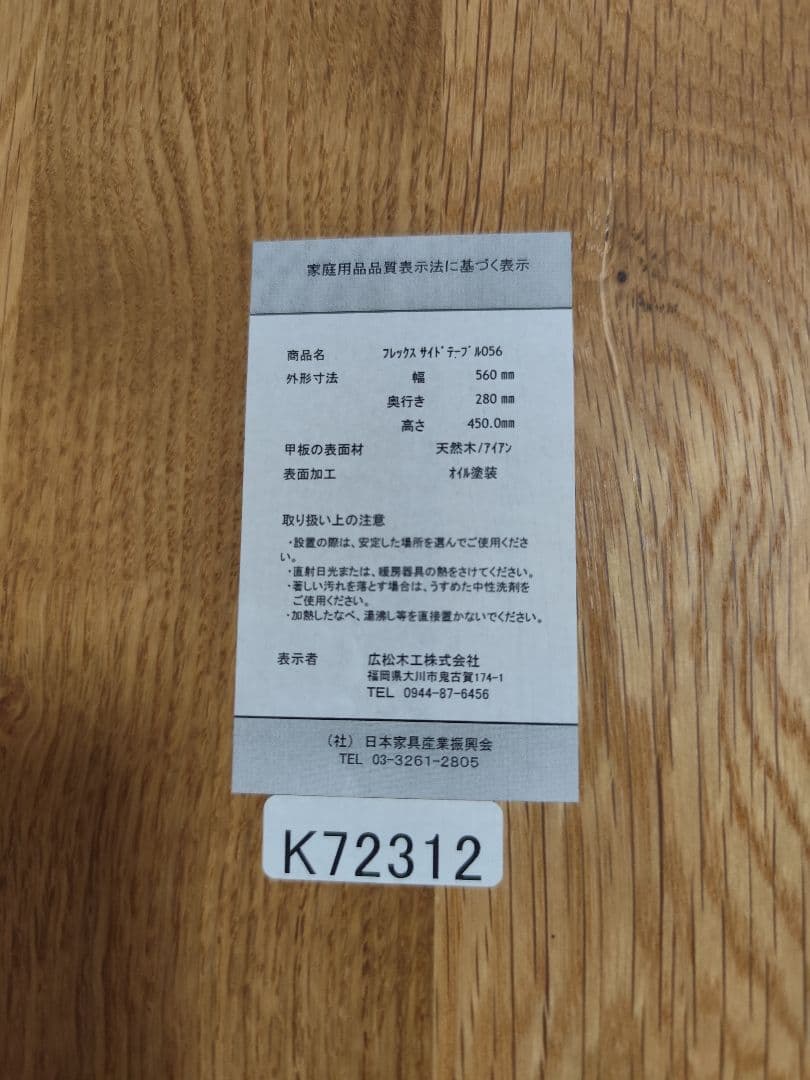 家庭用品品質表示法に基づく表示
商品名 フレックス サイドテーブル056
外形寸法 幅 560 ㎜
奥行き 280 ㎜
高さ 450.0㎜
甲板の表面材 天然木/アイアン
表面加工 オイル塗装
取り扱い上の注意
・設置の際は、安定した場所を選んでご使用くださ
い。
・直射日光または、暖房器具の熱をさけてください。
・著しい汚れを落とす場合は、うすめた中性洗剤を
ご使用ください。
・加熱したなべ、湯沸し等を直接置かないでください。
表示者 広松木工株式会社
福岡県大川市鬼古賀174-1
TEL 0944-87-6456
（社）日本家具産業振興会
TEL 03-3261-2805
K72312